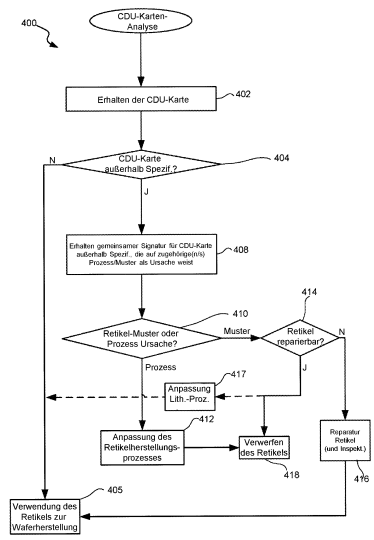 400
CDU-Karten-
Analyse
Erhalten der CDU-Karte
402
N
CDU-Karte
außerhalb Spezif.?
404
J
Erhalten gemeinsamer Signatur für CDU-Karte
außerhalb Spezif., die auf zugehörige(n/s)
Prozess/Muster als Ursache weist
408
410
414
Retikel-Muster oder
Prozess Ursache?
Muster
Retikel
reparierbar?
N
J
Prozess
417
Anpassung
Lith.-Proz.
412
Anpassung des
Retikelherstellungs-
prozesses
Verwerfen
des Retikels
418
Reparatur
Retikel
(und Inspekt.)
416
405
Verwendung des
Retikels zur
Waferherstellung